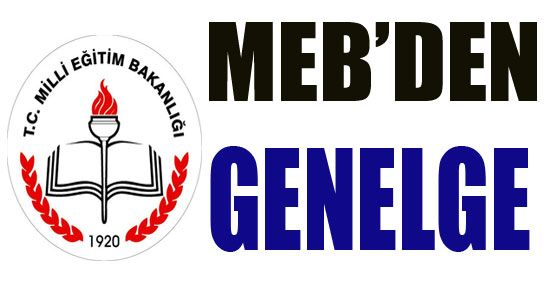 T.C. MİLLİ EĞİTİM BAKANLIĞI
1920
MEB'DEN
GENELGE